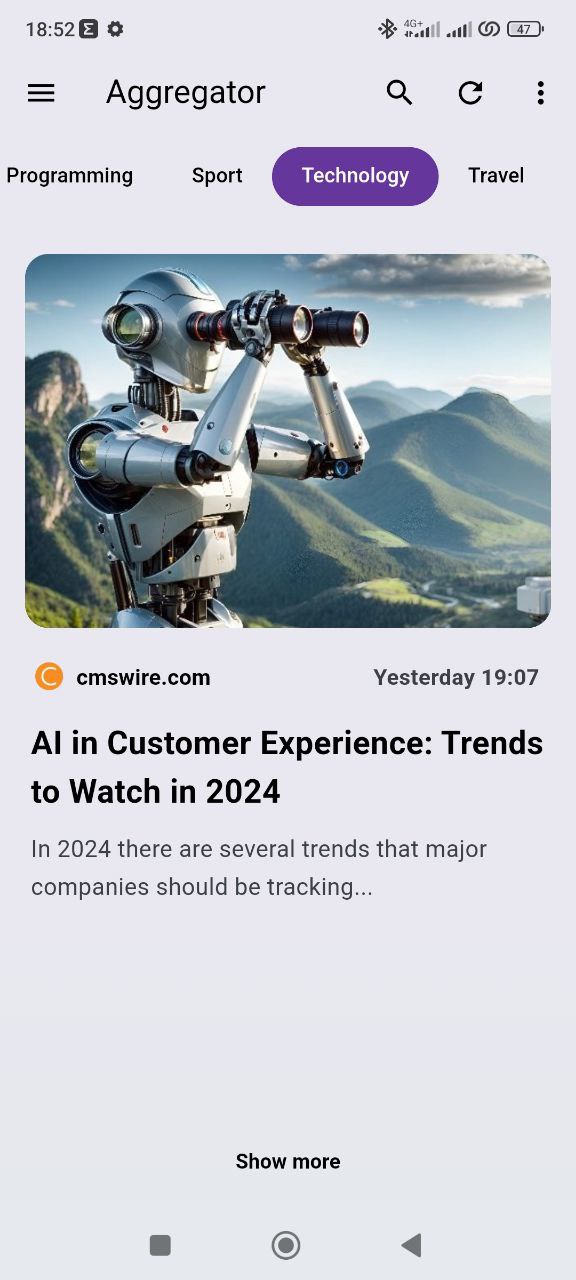 18:52 Σ 4G+ 47
Aggregator
Programming Sport Technology Travel
cmswire.com Yesterday 19:07
AI in Customer Experience: Trends
to Watch in 2024
In 2024 there are several trends that major
companies should be tracking...
Show more